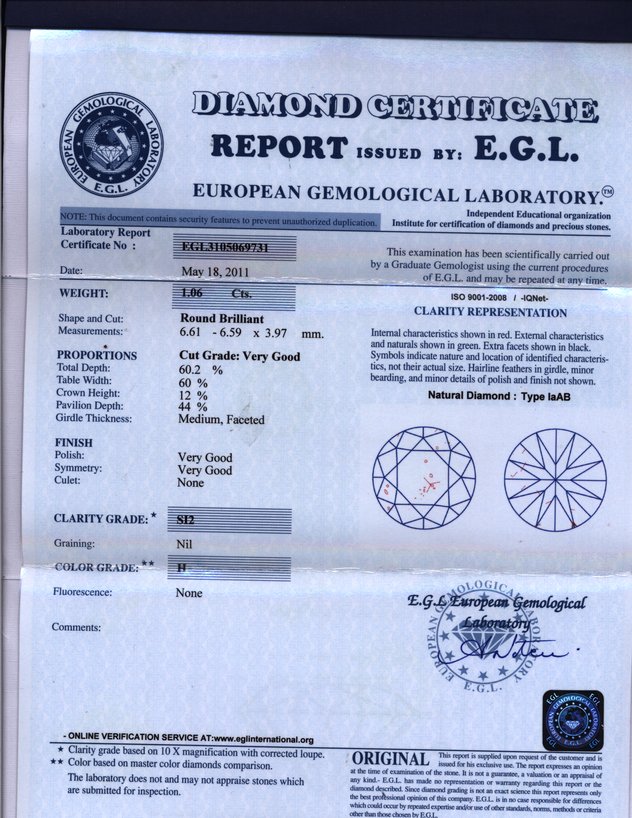 DIAMOND CERTIFICATE
REPORT ISSUED BY: E.G.L.
EUROPEAN GEMOLOGICAL LABORATORY.™
EUROPEAN GEMOLOGICAL LABORATORY
E.G.L.
NOTE: This document contains security features to prevent unauthorized duplication.
Independent Educational organization
Institute for certification of diamonds and precious stones.
Laboratory Report
Certificate No : EGL3105069731
Date: May 18, 2011
WEIGHT: 1.06 Cts.
Shape and Cut: Round Brilliant
Measurements: 6.61 - 6.59 x 3.97 mm.
PROPORTIONS Cut Grade: Very Good
Total Depth: 60.2 %
Table Width: 60 %
Crown Height: 12 %
Pavilion Depth: 44 %
Girdle Thickness: Medium, Faceted
FINISH
Polish: Very Good
Symmetry: Very Good
Culet: None
CLARITY GRADE: * SI2
Graining: Nil
COLOR GRADE: ** H
Fluorescence: None
Comments:
This examination has been scientifically carried out
by a Graduate Gemologist using the current procedures
of E.G.L. and may be repeated at any time.
ISO 9001-2008 / -IQNet-
CLARITY REPRESENTATION
Internal characteristics shown in red. External characteristics
and naturals shown in green. Extra facets shown in black.
Symbols indicate nature and location of identified characteris-
tics, not their actual size. Hairline feathers in girdle, minor
bearding, and minor details of polish and finish not shown.
Natural Diamond : Type IaAB
E.G.L European Gemological
Laboratory
EUROPEAN GEMOLOGICAL LABORATORY
E.G.L.
- ONLINE VERIFICATION SERVICE AT:www.eglinternational.org
* Clarity grade based on 10 X magnification with corrected loupe.
** Color based on master color diamonds comparison.
The laboratory does not and may not appraise stones which
are submitted for inspection.
EGL EGL
EGL EGL
ORIGINAL This report is supplied upon request of the customer and is
issued for his exclusive use. The report expresses an opinion
at the time of examination of the stone. It is not a guarantee, a valuation or an appraisal of
any kind.- E.G.L. has made no representation or warranty regarding this report or the
diamond described. Since diamond grading is not an exact science this report represents only
the best professional opinion of this company. E.G.L. is in no case responsible for differences
which could occur by repeated expertise and/or use of other standards, norms, methods or criteria
other than those chosen by E.G.L.